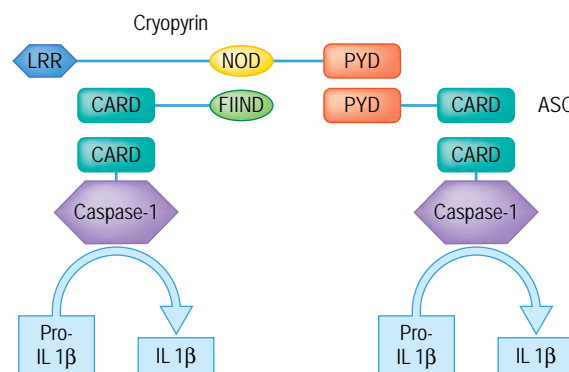 Cryopyrin
LRR NOD PYD
CARD FIIND PYD CARD ASC
CARD CARD
Caspase-1 Caspase-1
Pro-
IL 1β
IL 1β
Pro-
IL 1β
IL 1β